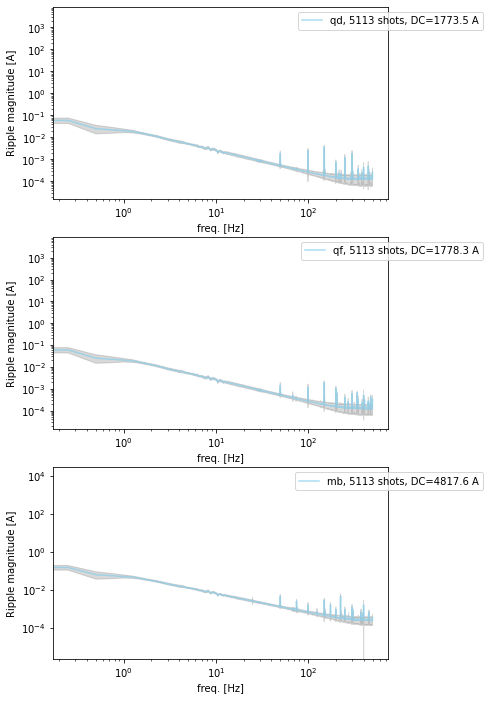 qd, 5113 shots, DC=1773.5 A
Ripple magnitude [A]
10³
10²
10¹
10⁰
10⁻¹
10⁻²
10⁻³
10⁻⁴
10⁰ 10¹ 10²
freq. [Hz]
qf, 5113 shots, DC=1778.3 A
Ripple magnitude [A]
10³
10²
10¹
10⁰
10⁻¹
10⁻²
10⁻³
10⁻⁴
10⁰ 10¹ 10²
freq. [Hz]
mb, 5113 shots, DC=4817.6 A
Ripple magnitude [A]
10⁴
10²
10⁰
10⁻²
10⁻⁴
10⁰ 10¹ 10²
freq. [Hz]